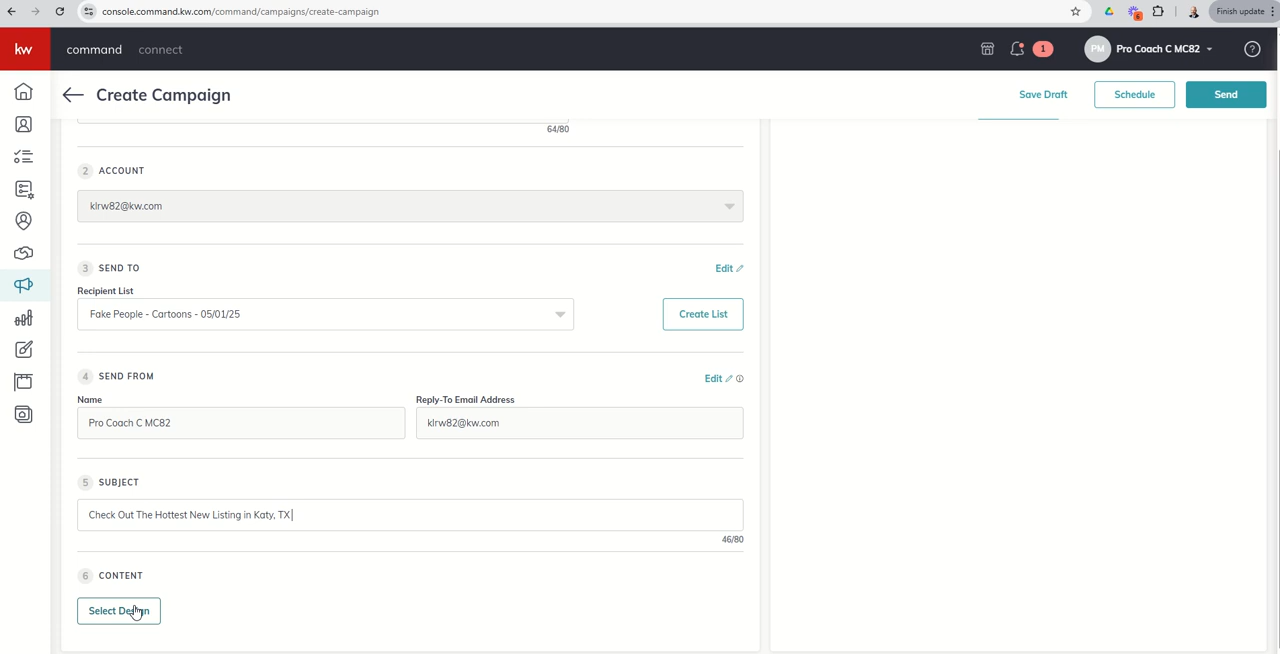 console.command.kw.com/command/campaigns/create-campaign
6
Finish update
kw
command
connect
1
PM
Pro Coach C MC82
?
Create Campaign
Save Draft
Schedule
Send
64/80
2 ACCOUNT
klrw82@kw.com
3 SEND TO
Edit
Recipient List
Fake People - Cartoons - 05/01/25
Create List
4 SEND FROM
Edit
Name
Reply-To Email Address
Pro Coach C MC82
klrw82@kw.com
5 SUBJECT
Check Out The Hottest New Listing in Katy, TX
46/80
6 CONTENT
Select Design